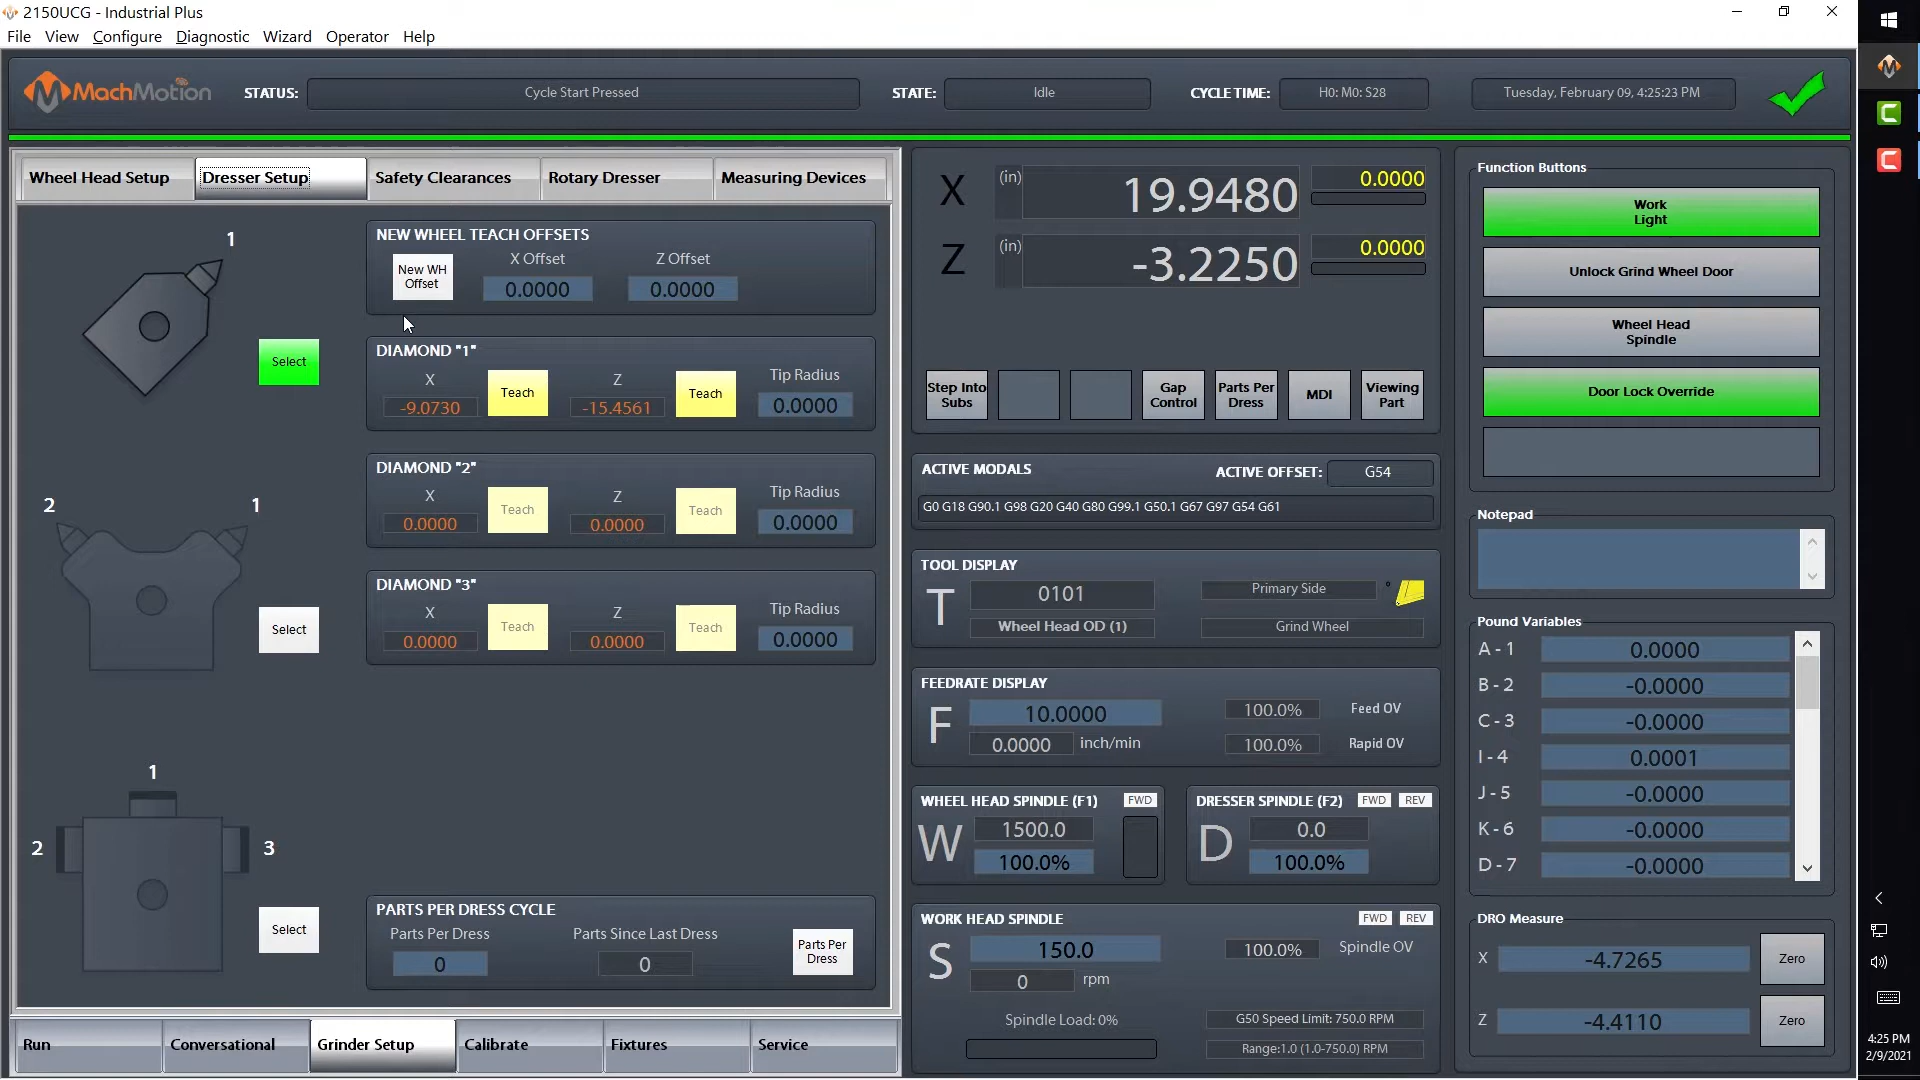 2150UCG - Industrial Plus
File View Configure Diagnostic Wizard Operator Help
MachMotion
STATUS: Cycle Start Pressed
STATE: Idle
CYCLE TIME: H0: M0: S28
Tuesday, February 09, 4:25:23 PM
Wheel Head Setup
Dresser Setup
Safety Clearances
Rotary Dresser
Measuring Devices
1
Select
2 1
Select
1
2 3
Select
NEW WHEEL TEACH OFFSETS
New WH
Offset
X Offset
0.0000
Z Offset
0.0000
DIAMOND "1"
X
-9.0730
Teach
Z
-15.4561
Teach
Tip Radius
0.0000
DIAMOND "2"
X
0.0000
Teach
Z
0.0000
Teach
Tip Radius
0.0000
DIAMOND "3"
X
0.0000
Teach
Z
0.0000
Teach
Tip Radius
0.0000
PARTS PER DRESS CYCLE
Parts Per Dress
0
Parts Since Last Dress
0
Parts Per
Dress
Run
Conversational
Grinder Setup
Calibrate
Fixtures
Service
X (in) 19.9480 0.0000
Z (in) -3.2250 0.0000
Step Into
Subs
Gap
Control
Parts Per
Dress
MDI
Viewing
Part
ACTIVE MODALS
ACTIVE OFFSET: G54
G0 G18 G90.1 G98 G20 G40 G80 G99.1 G50.1 G67 G97 G54 G61
TOOL DISPLAY
T 0101
Wheel Head OD (1)
Primary Side °
Grind Wheel
FEEDRATE DISPLAY
F 10.0000
0.0000 inch/min
100.0% Feed OV
100.0% Rapid OV
WHEEL HEAD SPINDLE (F1) FWD
W 1500.0
100.0%
DRESSER SPINDLE (F2) FWD REV
D 0.0
100.0%
WORK HEAD SPINDLE FWD REV
S 150.0
0 rpm
100.0% Spindle OV
Spindle Load: 0%
G50 Speed Limit: 750.0 RPM
Range:1.0 (1.0-750.0) RPM
Function Buttons
Work
Light
Unlock Grind Wheel Door
Wheel Head
Spindle
Door Lock Override
Notepad
Pound Variables
A - 1 0.0000
B - 2 -0.0000
C - 3 -0.0000
I - 4 0.0001
J - 5 -0.0000
K - 6 -0.0000
D - 7 -0.0000
DRO Measure
X -4.7265 Zero
Z -4.4110 Zero
4:25 PM
2/9/2021